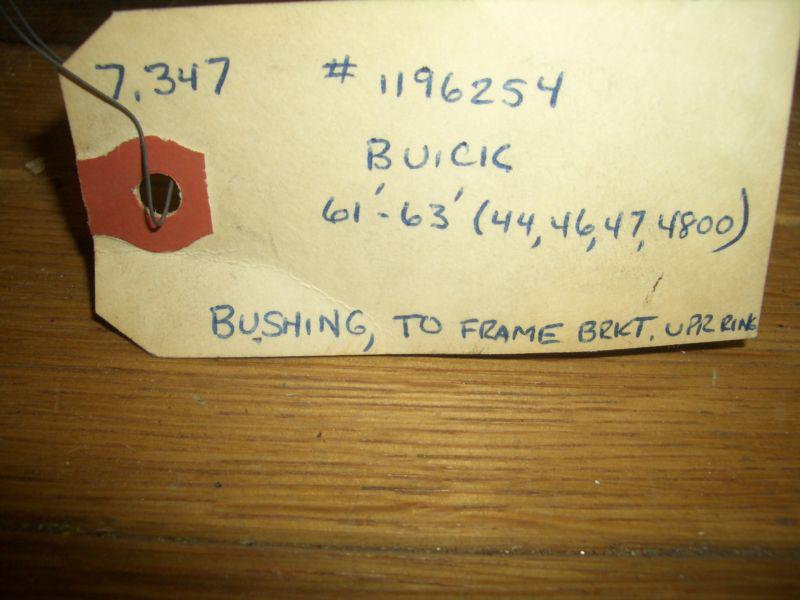 7.347 # 1196254
BUICK
61'-63' (44,46,47,4800)
BUSHING, TO FRAME BRKT. UPR RING